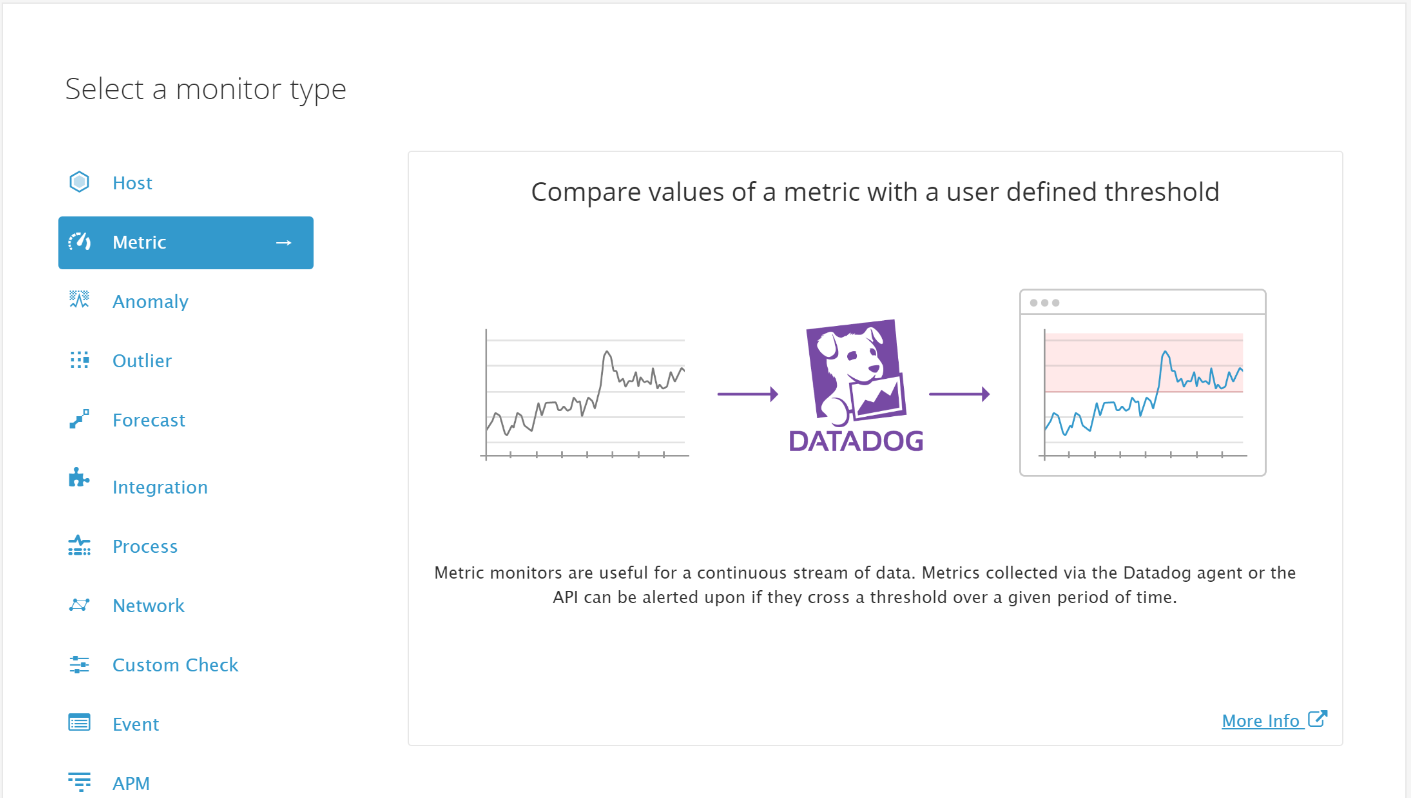 Select a monitor type
Host
Metric →
Anomaly
Outlier
Forecast
Integration
Process
Network
Custom Check
Event
APM
Compare values of a metric with a user defined threshold
DATADOG
Metric monitors are useful for a continuous stream of data. Metrics collected via the Datadog agent or the
API can be alerted upon if they cross a threshold over a given period of time.
More Info